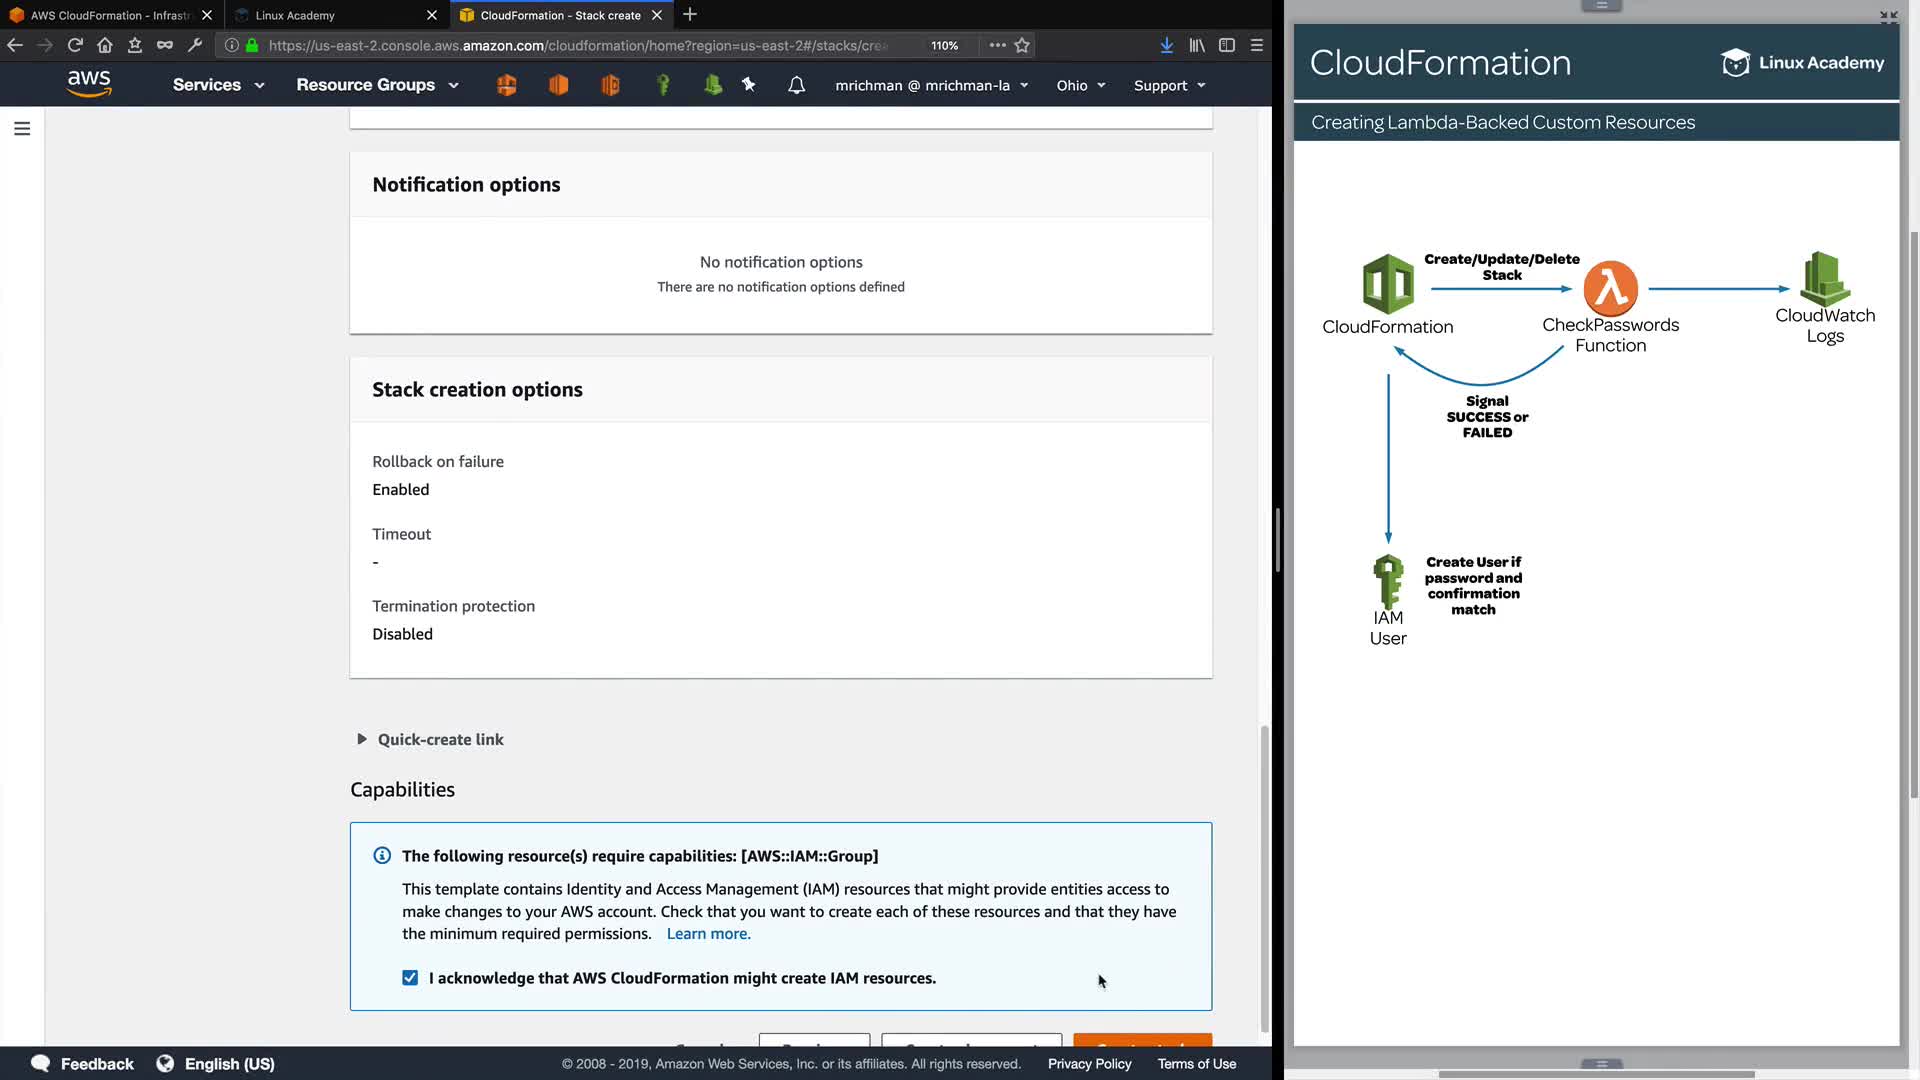 AWS CloudFormation - Infrastr
Linux Academy
CloudFormation - Stack create
https://us-east-2.console.aws.amazon.com/cloudformation/home?region=us-east-2#/stacks/cre
110%
aws
Services
Resource Groups
mrichman @ mrichman-la
Ohio
Support
Notification options
No notification options
There are no notification options defined
Stack creation options
Rollback on failure
Enabled
Timeout
-
Termination protection
Disabled
Quick-create link
Capabilities
The following resource(s) require capabilities: [AWS::IAM::Group]
This template contains Identity and Access Management (IAM) resources that might provide entities access to
make changes to your AWS account. Check that you want to create each of these resources and that they have
the minimum required permissions. Learn more.
I acknowledge that AWS CloudFormation might create IAM resources.
Feedback
English (US)
© 2008 - 2019, Amazon Web Services, Inc. or its affiliates. All rights reserved.
Privacy Policy
Terms of Use
CloudFormation
Linux Academy
Creating Lambda-Backed Custom Resources
Create/Update/Delete
Stack
CloudFormation
CheckPasswords
Function
CloudWatch
Logs
Signal
SUCCESS or
FAILED
Create User if
password and
confirmation
match
IAM
User